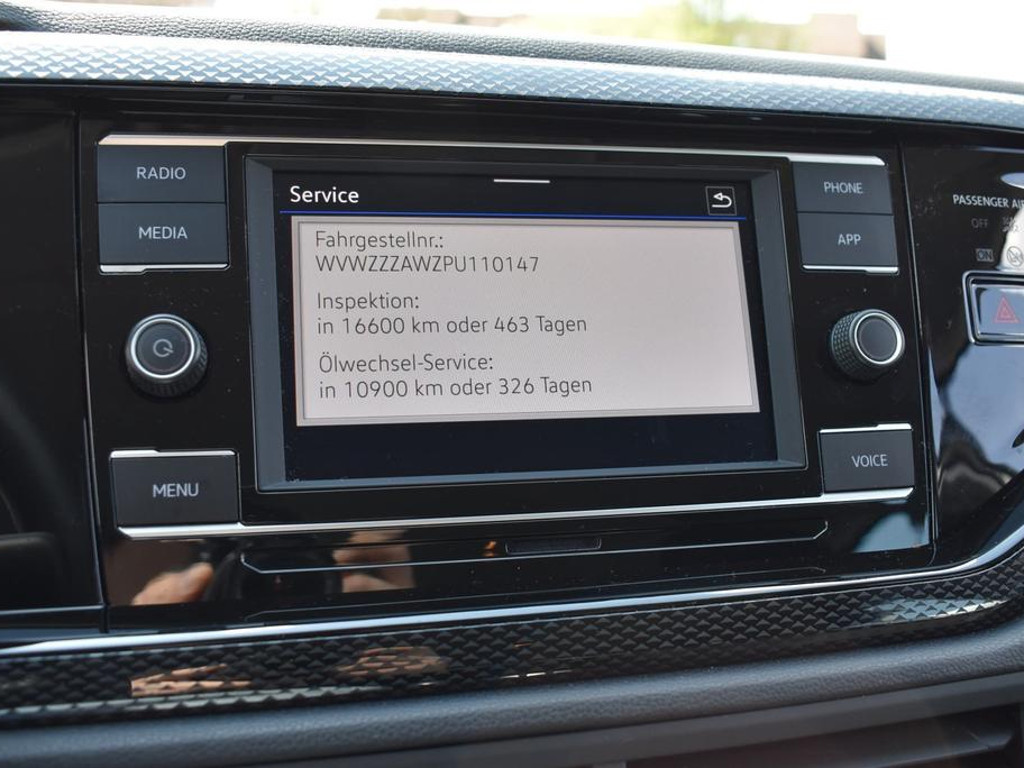 RADIO
MEDIA
MENU
Service
Fahrgestellnr.:
WVWZZZAWZPU110147
Inspektion:
in 16600 km oder 463 Tagen
Ölwechsel-Service:
in 10900 km oder 326 Tagen
PHONE
APP
VOICE
PASSENGER
OFF
ON